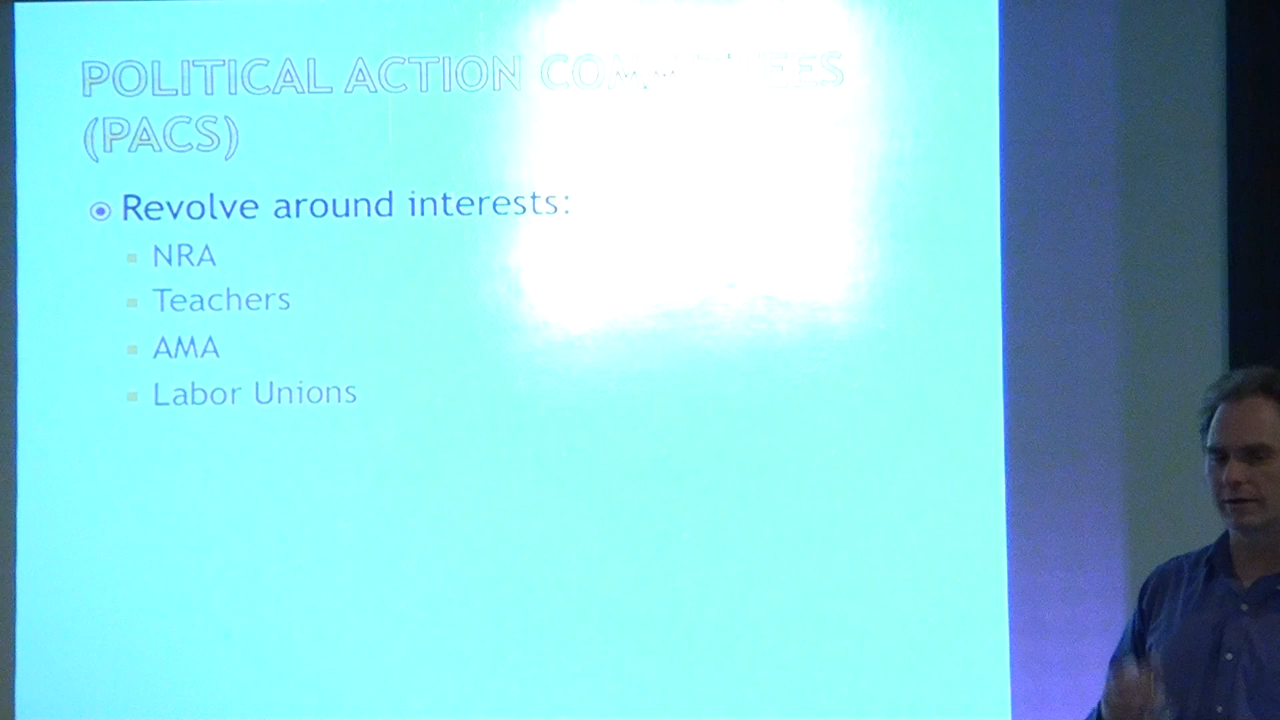 POLITICAL ACTION COMMITTEES
(PACS)
Revolve around interests:
NRA
Teachers
AMA
Labor Unions